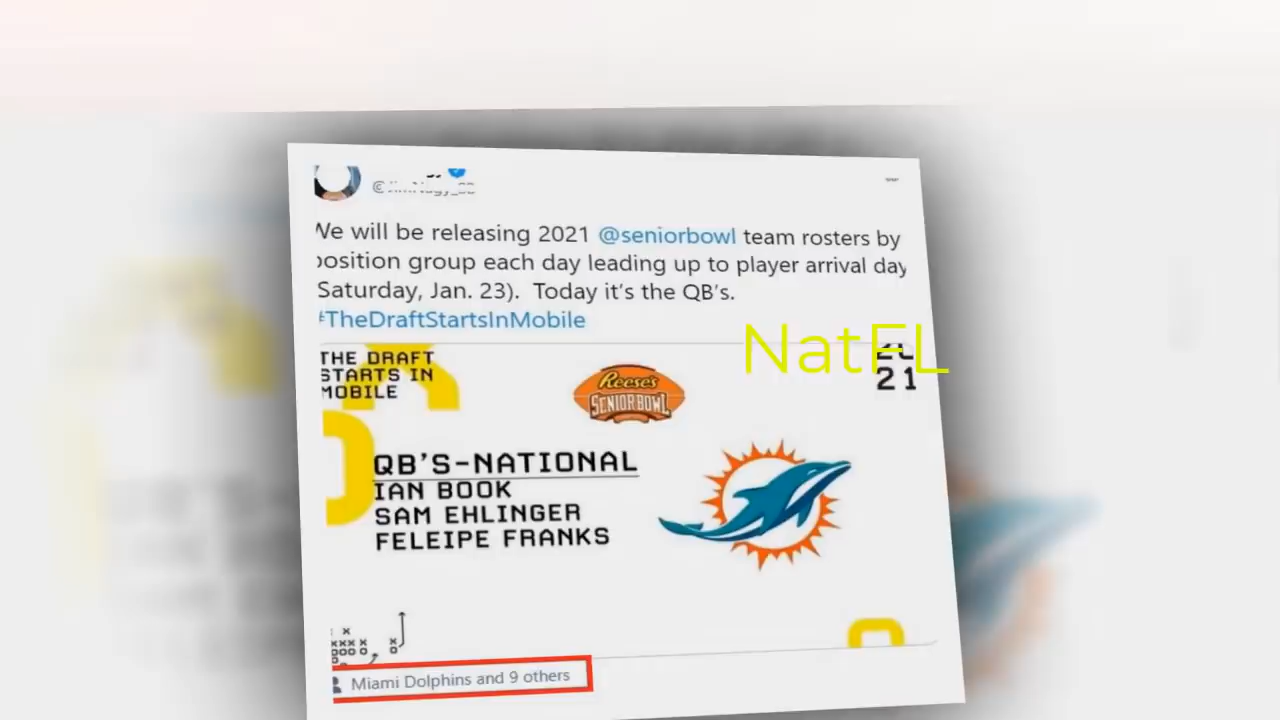 We will be releasing 2021 @seniorbowl team rosters by
position group each day leading up to player arrival day
Saturday, Jan. 23). Today it's the QB's.
#TheDraftStartsInMobile
NatFL
THE DRAFT
STARTS IN
MOBILE
Reese's
SENIOR BOWL
20
21
QB'S-NATIONAL
IAN BOOK
SAM EHLINGER
FELEIPE FRANKS
Miami Dolphins and 9 others